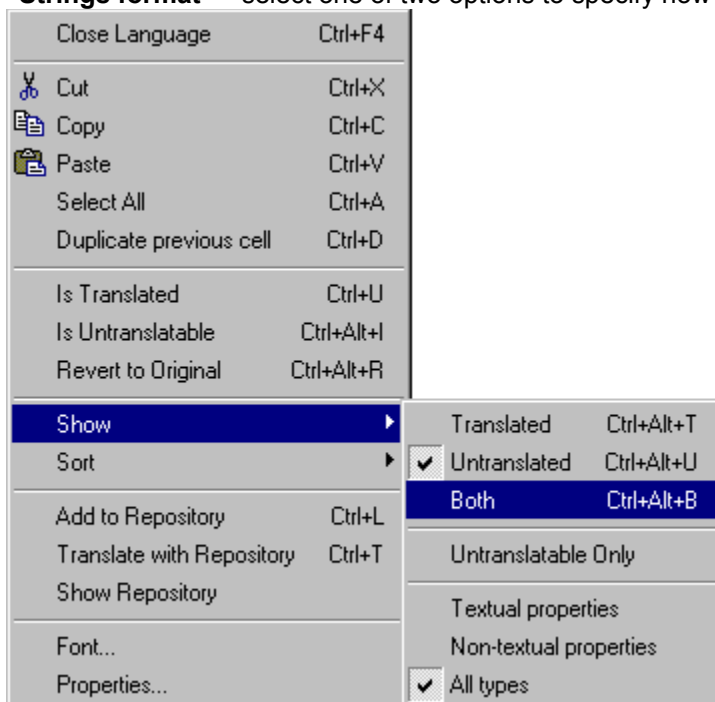 Strings format — select one of two options to specify how
Close Language Ctrl+F4
Cut Ctrl+X
Copy Ctrl+C
Paste Ctrl+V
Select All Ctrl+A
Duplicate previous cell Ctrl+D
Is Translated Ctrl+U
Is Untranslatable Ctrl+Alt+I
Revert to Original Ctrl+Alt+R
Show
Sort
Add to Repository Ctrl+L
Translate with Repository Ctrl+T
Show Repository
Font...
Properties...
Translated Ctrl+Alt+T
Untranslated Ctrl+Alt+U
Both Ctrl+Alt+B
Untranslatable Only
Textual properties
Non-textual properties
All types